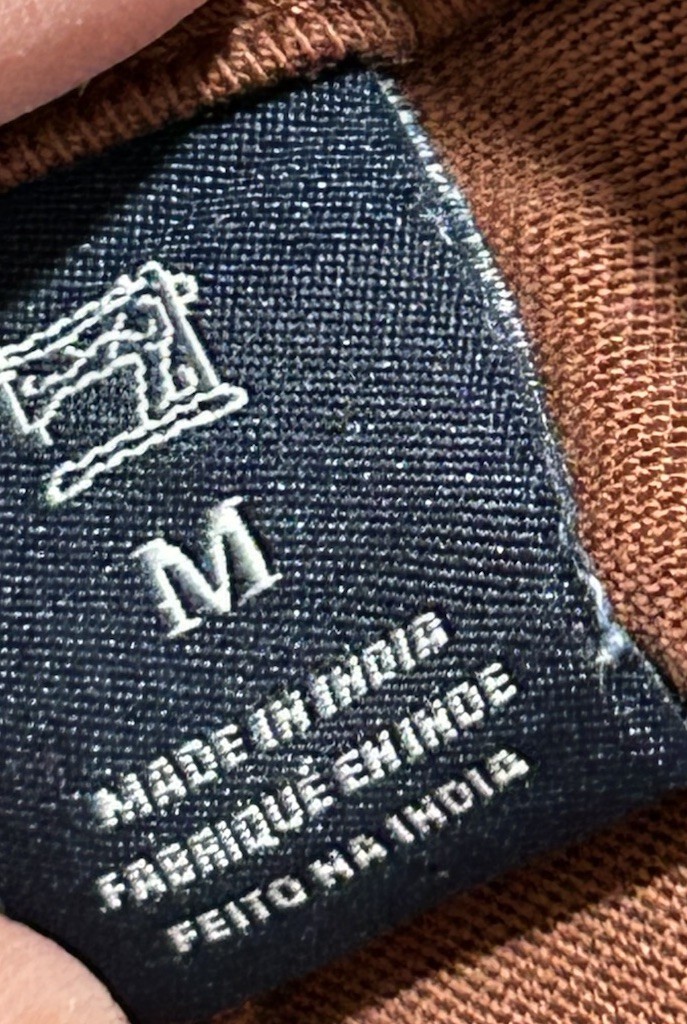 M
MADE IN INDIA
FABRIQUE EN INDE
FEITO NA INDIA